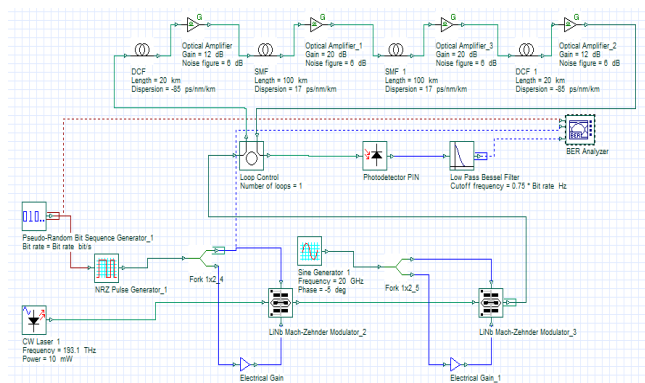 G
G
G
G
Optical Amplifier
Gain = 12 dB
Noise figure = 6 dB
Optical Amplifier_1
Gain = 20 dB
Noise figure = 6 dB
Optical Amplifier_3
Gain = 20 dB
Noise figure = 6 dB
Optical Amplifier_2
Gain = 12 dB
Noise figure = 6 dB
DCF
Length = 20 km
Dispersion = -85 ps/nm/km
SMF
Length = 100 km
Dispersion = 17 ps/nm/km
SMF 1
Length = 100 km
Dispersion = 17 ps/nm/km
DCF 1
Length = 20 km
Dispersion = -85 ps/nm/km
BER
BER Analyzer
Loop Control
Number of loops = 1
Photodetector PIN
Low Pass Bessel Filter
Cutoff frequency = 0.75 * Bit rate Hz
Pseudo-Random Bit Sequence Generator_1
Bit rate = Bit rate bit/s
NRZ Pulse Generator_1
Fork 1x2_4
Sine Generator 1
Frequency = 20 GHz
Phase = -5 deg
Fork 1x2_5
LiNb Mach-Zehnder Modulator_2
LiNb Mach-Zehnder Modulator_3
CW Laser 1
Frequency = 193.1 THz
Power = 10 mW
Electrical Gain
Electrical Gain_1